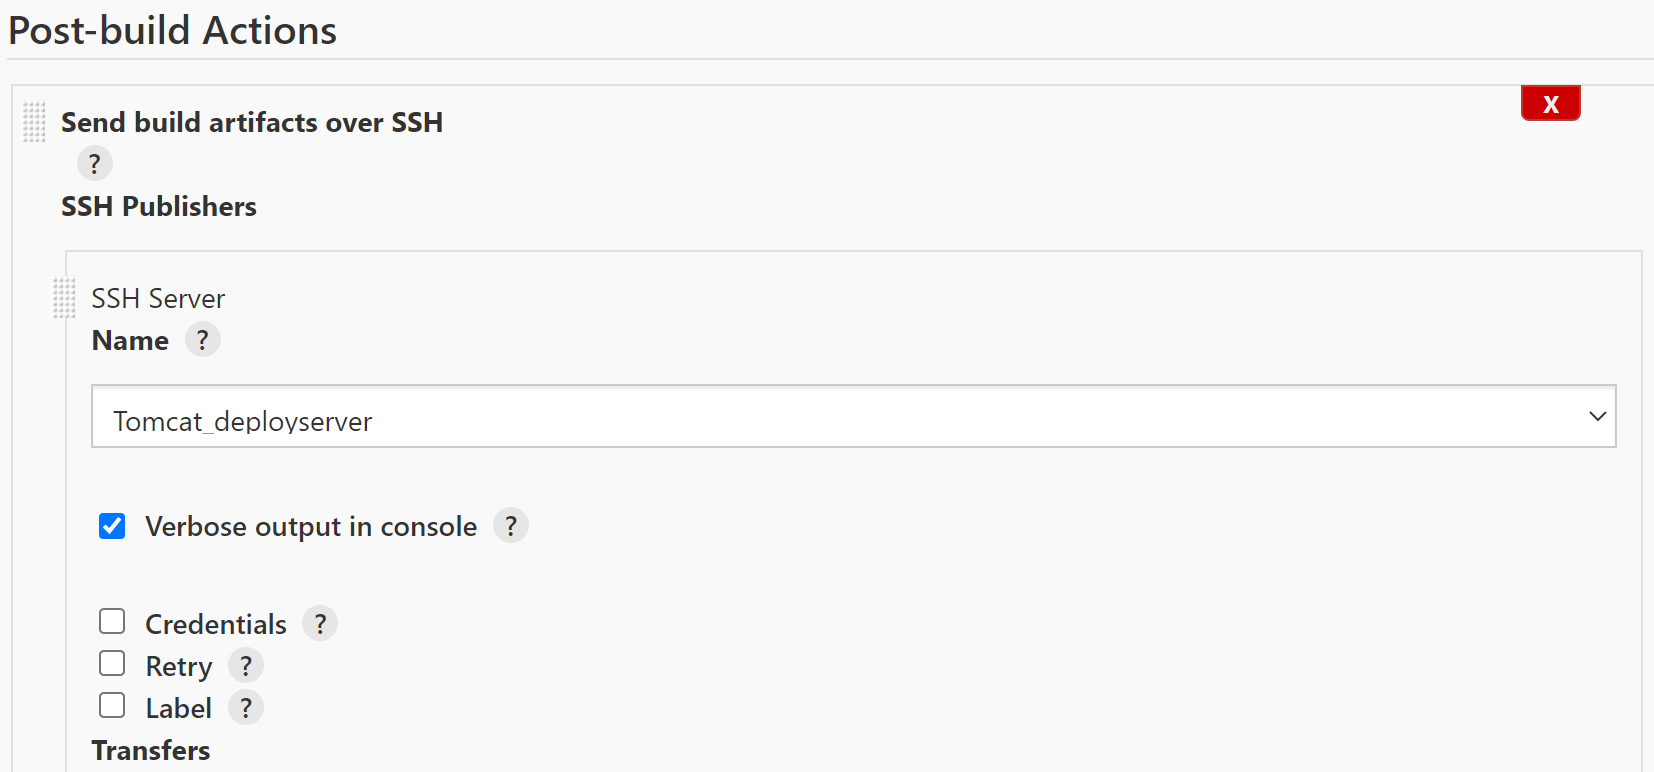 Post-build Actions
X
Send build artifacts over SSH
?
SSH Publishers
SSH Server
Name ?
Tomcat_deployserver
Verbose output in console ?
Credentials ?
Retry ?
Label ?
Transfers